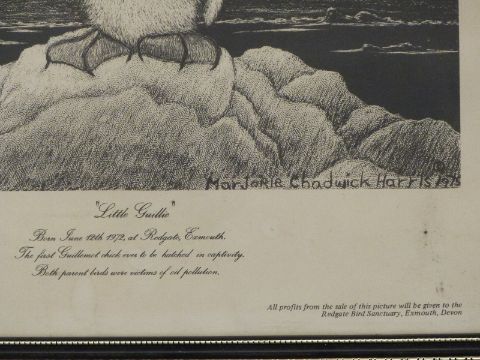 Marjorie Chadwick Harris 1975
"Little Guillie"
Born June 12th 1972, at Redgate, Exmouth.
The first Guillemot chick ever to be hatched in captivity.
Both parent birds were victims of oil pollution.
All profits from the sale of this picture will be given to the
Redgate Bird Sanctuary, Exmouth, Devon